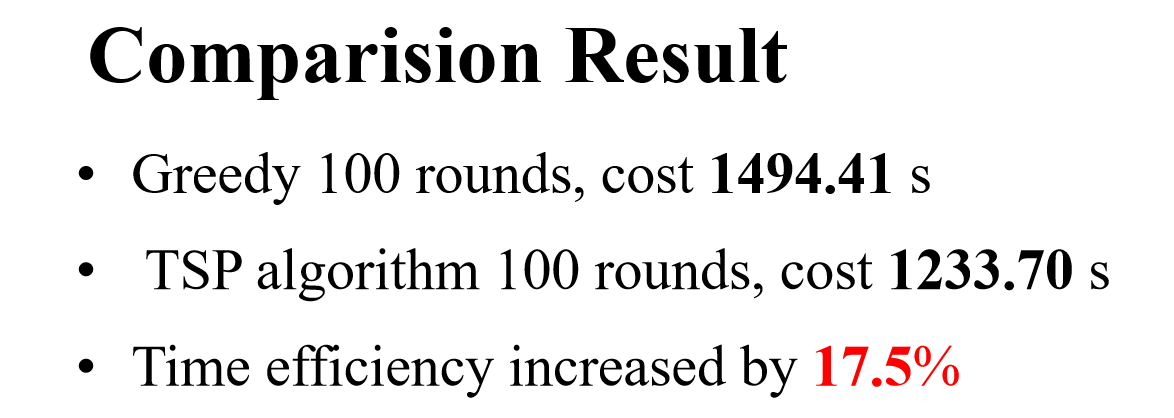 Comparision Result
• Greedy 100 rounds, cost 1494.41 s
• TSP algorithm 100 rounds, cost 1233.70 s
• Time efficiency increased by 17.5%